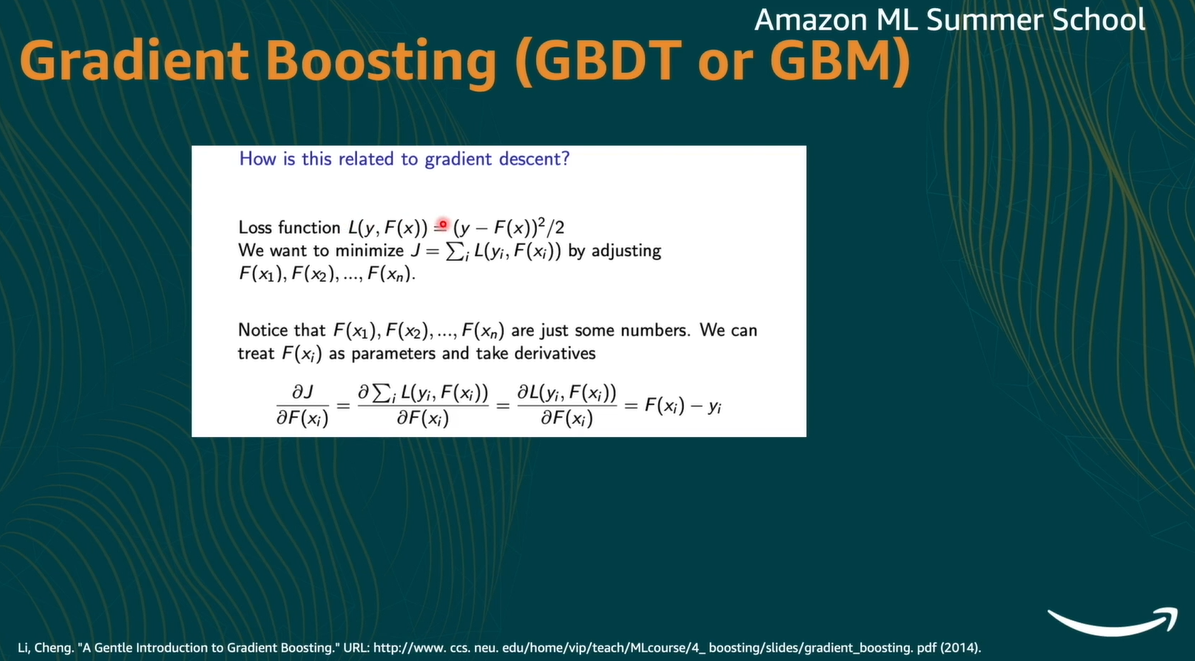 Amazon ML Summer School
Gradient Boosting (GBDT or GBM)
How is this related to gradient descent?
Loss function L(y, F(x)) = (y − F(x))²/2
We want to minimize J = ∑ᵢ L(yᵢ, F(xᵢ)) by adjusting
F(x₁), F(x₂), ..., F(xₙ).
Notice that F(x₁), F(x₂), ..., F(xₙ) are just some numbers. We can
treat F(xᵢ) as parameters and take derivatives
∂J/∂F(xᵢ) = ∂∑ᵢ L(yᵢ, F(xᵢ))/∂F(xᵢ) = ∂L(yᵢ, F(xᵢ))/∂F(xᵢ) = F(xᵢ) − yᵢ
Li, Cheng. "A Gentle Introduction to Gradient Boosting." URL: http://www. ccs. neu. edu/home/vip/teach/MLcourse/4_ boosting/slides/gradient_boosting. pdf (2014).